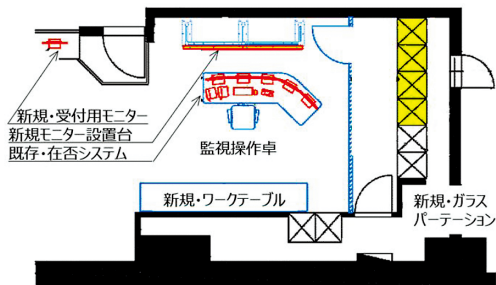 新規・受付用モニター
新規モニター設置台
既存・在否システム
監視操作卓
新規・ワークテーブル
新規・ガラス
パーテーション